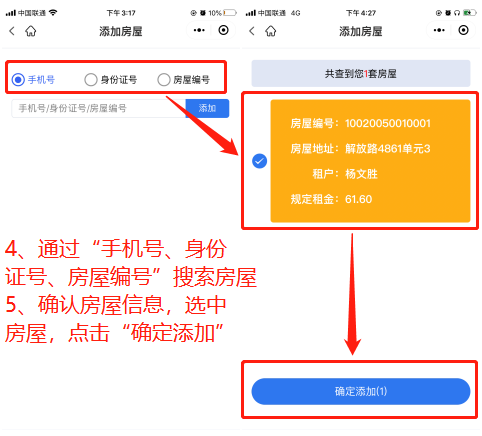 中国联通 下午 3:17 10%
添加房屋
手机号 身份证号 房屋编号
手机号/身份证号/房屋编号 添加
4、通过“手机号、身份
证号、房屋编号”搜索房屋
5、确认房屋信息，选中
房屋，点击“确定添加”
中国联通 4G 下午 4:27
添加房屋
共查到您1套房屋
房屋编号：10020050010001
房屋地址：解放路4861单元3
租户：杨文胜
规定租金：61.60
确定添加(1)